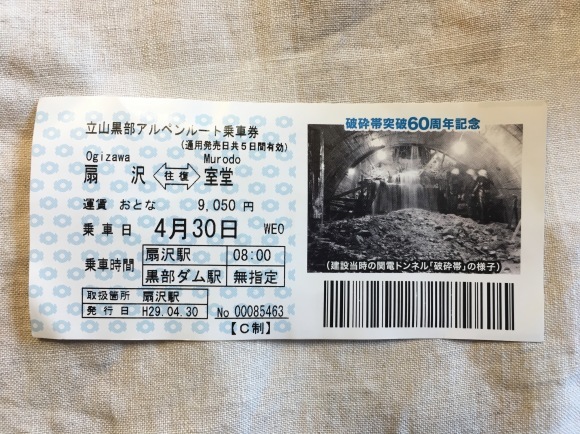 立山黒部アルペンルート乗車券
(通用発売日共5日間有効)
Ogizawa Murodo
扇沢 往復 室堂
運賃 おとな 9,050円
乗車日 4月30日 WEO
乗車時間 扇沢駅 08:00
黒部ダム駅 無指定
取扱箇所 扇沢駅
発行日 H29.04.30 No 00085463
【C制】
破砕帯突破60周年記念
(建設当時の関電トンネル「破砕帯」の様子)